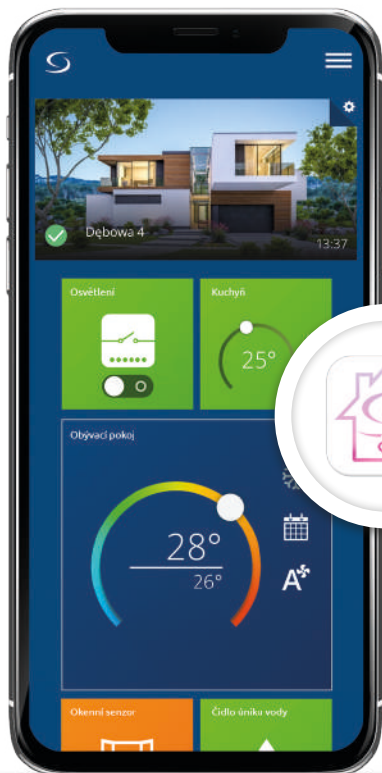 Dębowa 4
13:37
Osvětlení
Kuchyň
25°
Obývací pokoj
28°
26°
A
Okenní senzor
Čidlo úniku vody